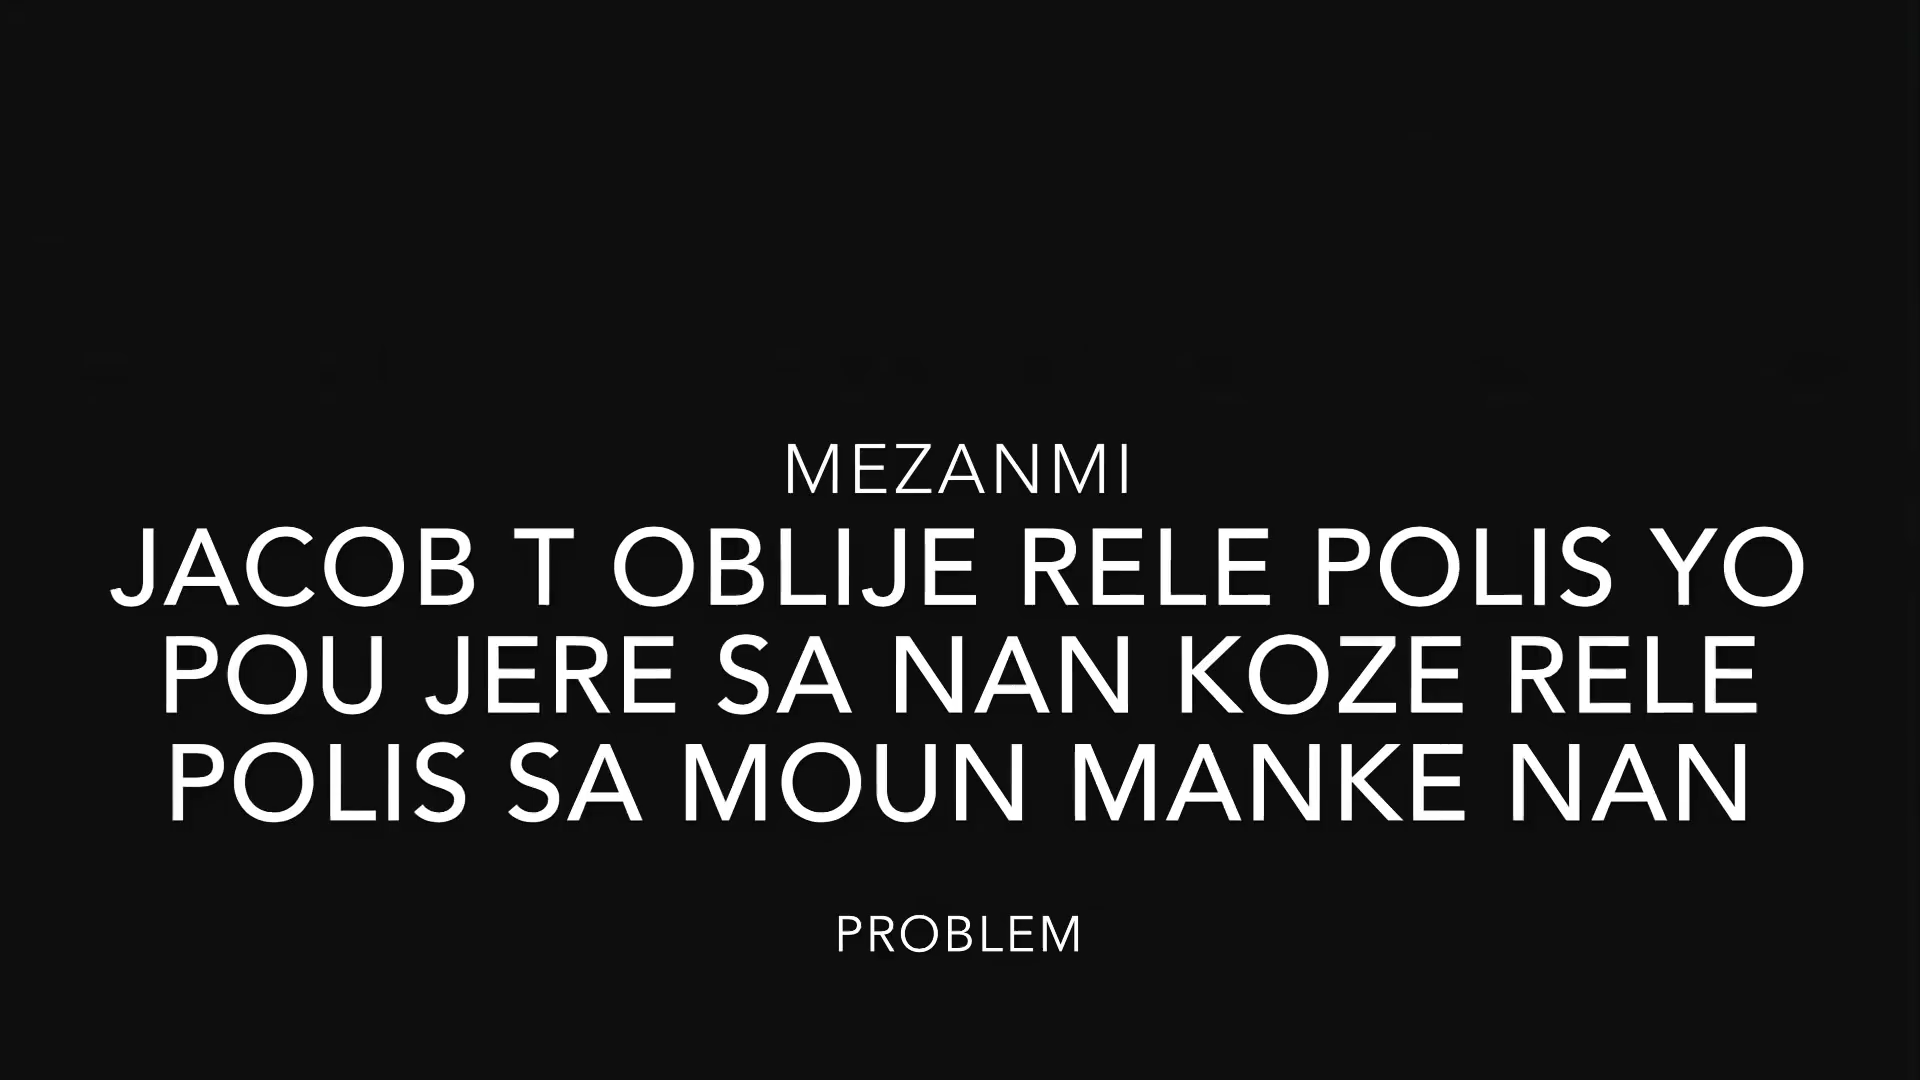 MEZANMI
JACOB T OBLIJE RELE POLIS YO
POU JERE SA NAN KOZE RELE
POLIS SA MOUN MANKE NAN
PROBLEM